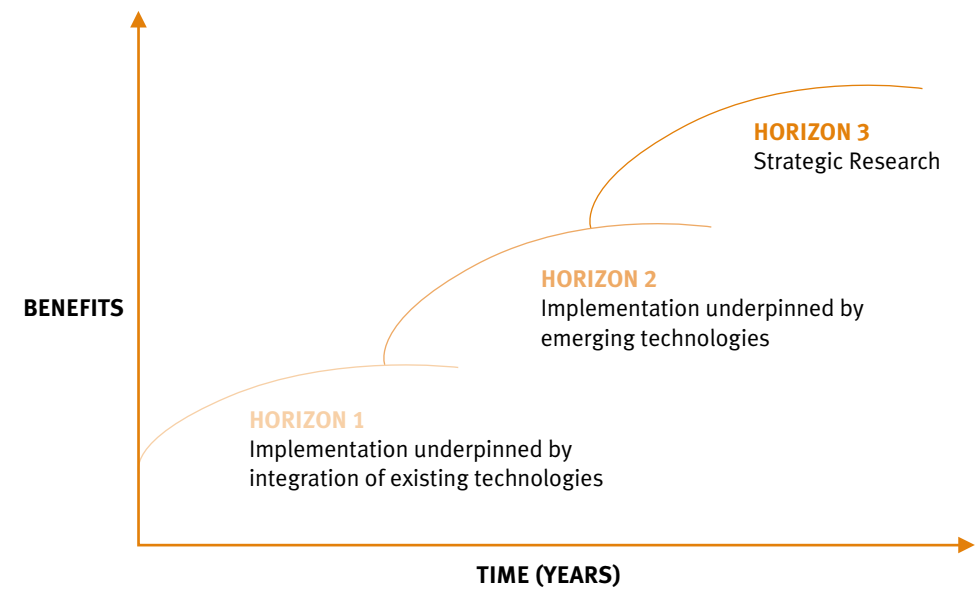 HORIZON 3
Strategic Research
HORIZON 2
Implementation underpinned by
emerging technologies
BENEFITS
HORIZON 1
Implementation underpinned by
integration of existing technologies
TIME (YEARS)